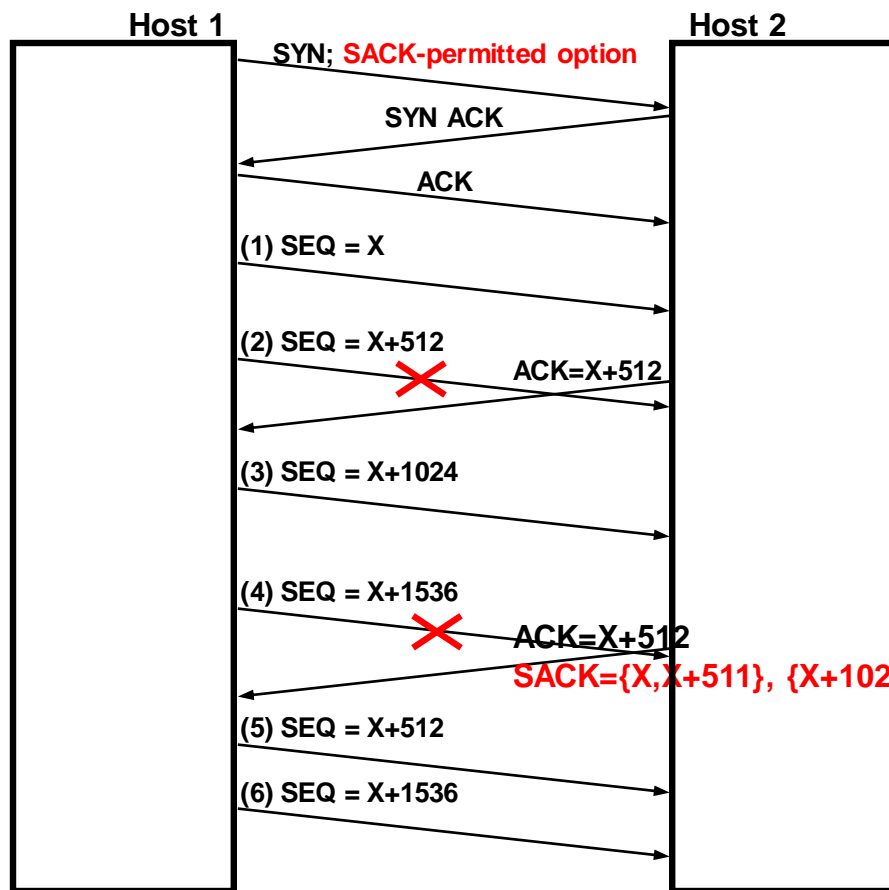 Host 1
Host 2
SYN; SACK-permitted option
SYN ACK
ACK
(1) SEQ = X
(2) SEQ = X+512
ACK=X+512
(3) SEQ = X+1024
(4) SEQ = X+1536
ACK=X+512
SACK={X,X+511}, {X+102
(5) SEQ = X+512
(6) SEQ = X+1536